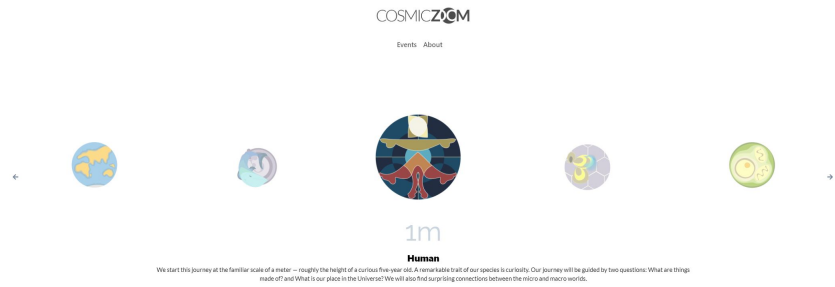 COSMICZOOM
Events About
1m
Human
We start this journey at the familiar scale of a meter — roughly the height of a curious five-year old. A remarkable trait of our species is curiosity. Our journey will be guided by two questions: What are things
made of? and What is our place in the Universe? We will also find surprising connections between the micro and macro worlds.